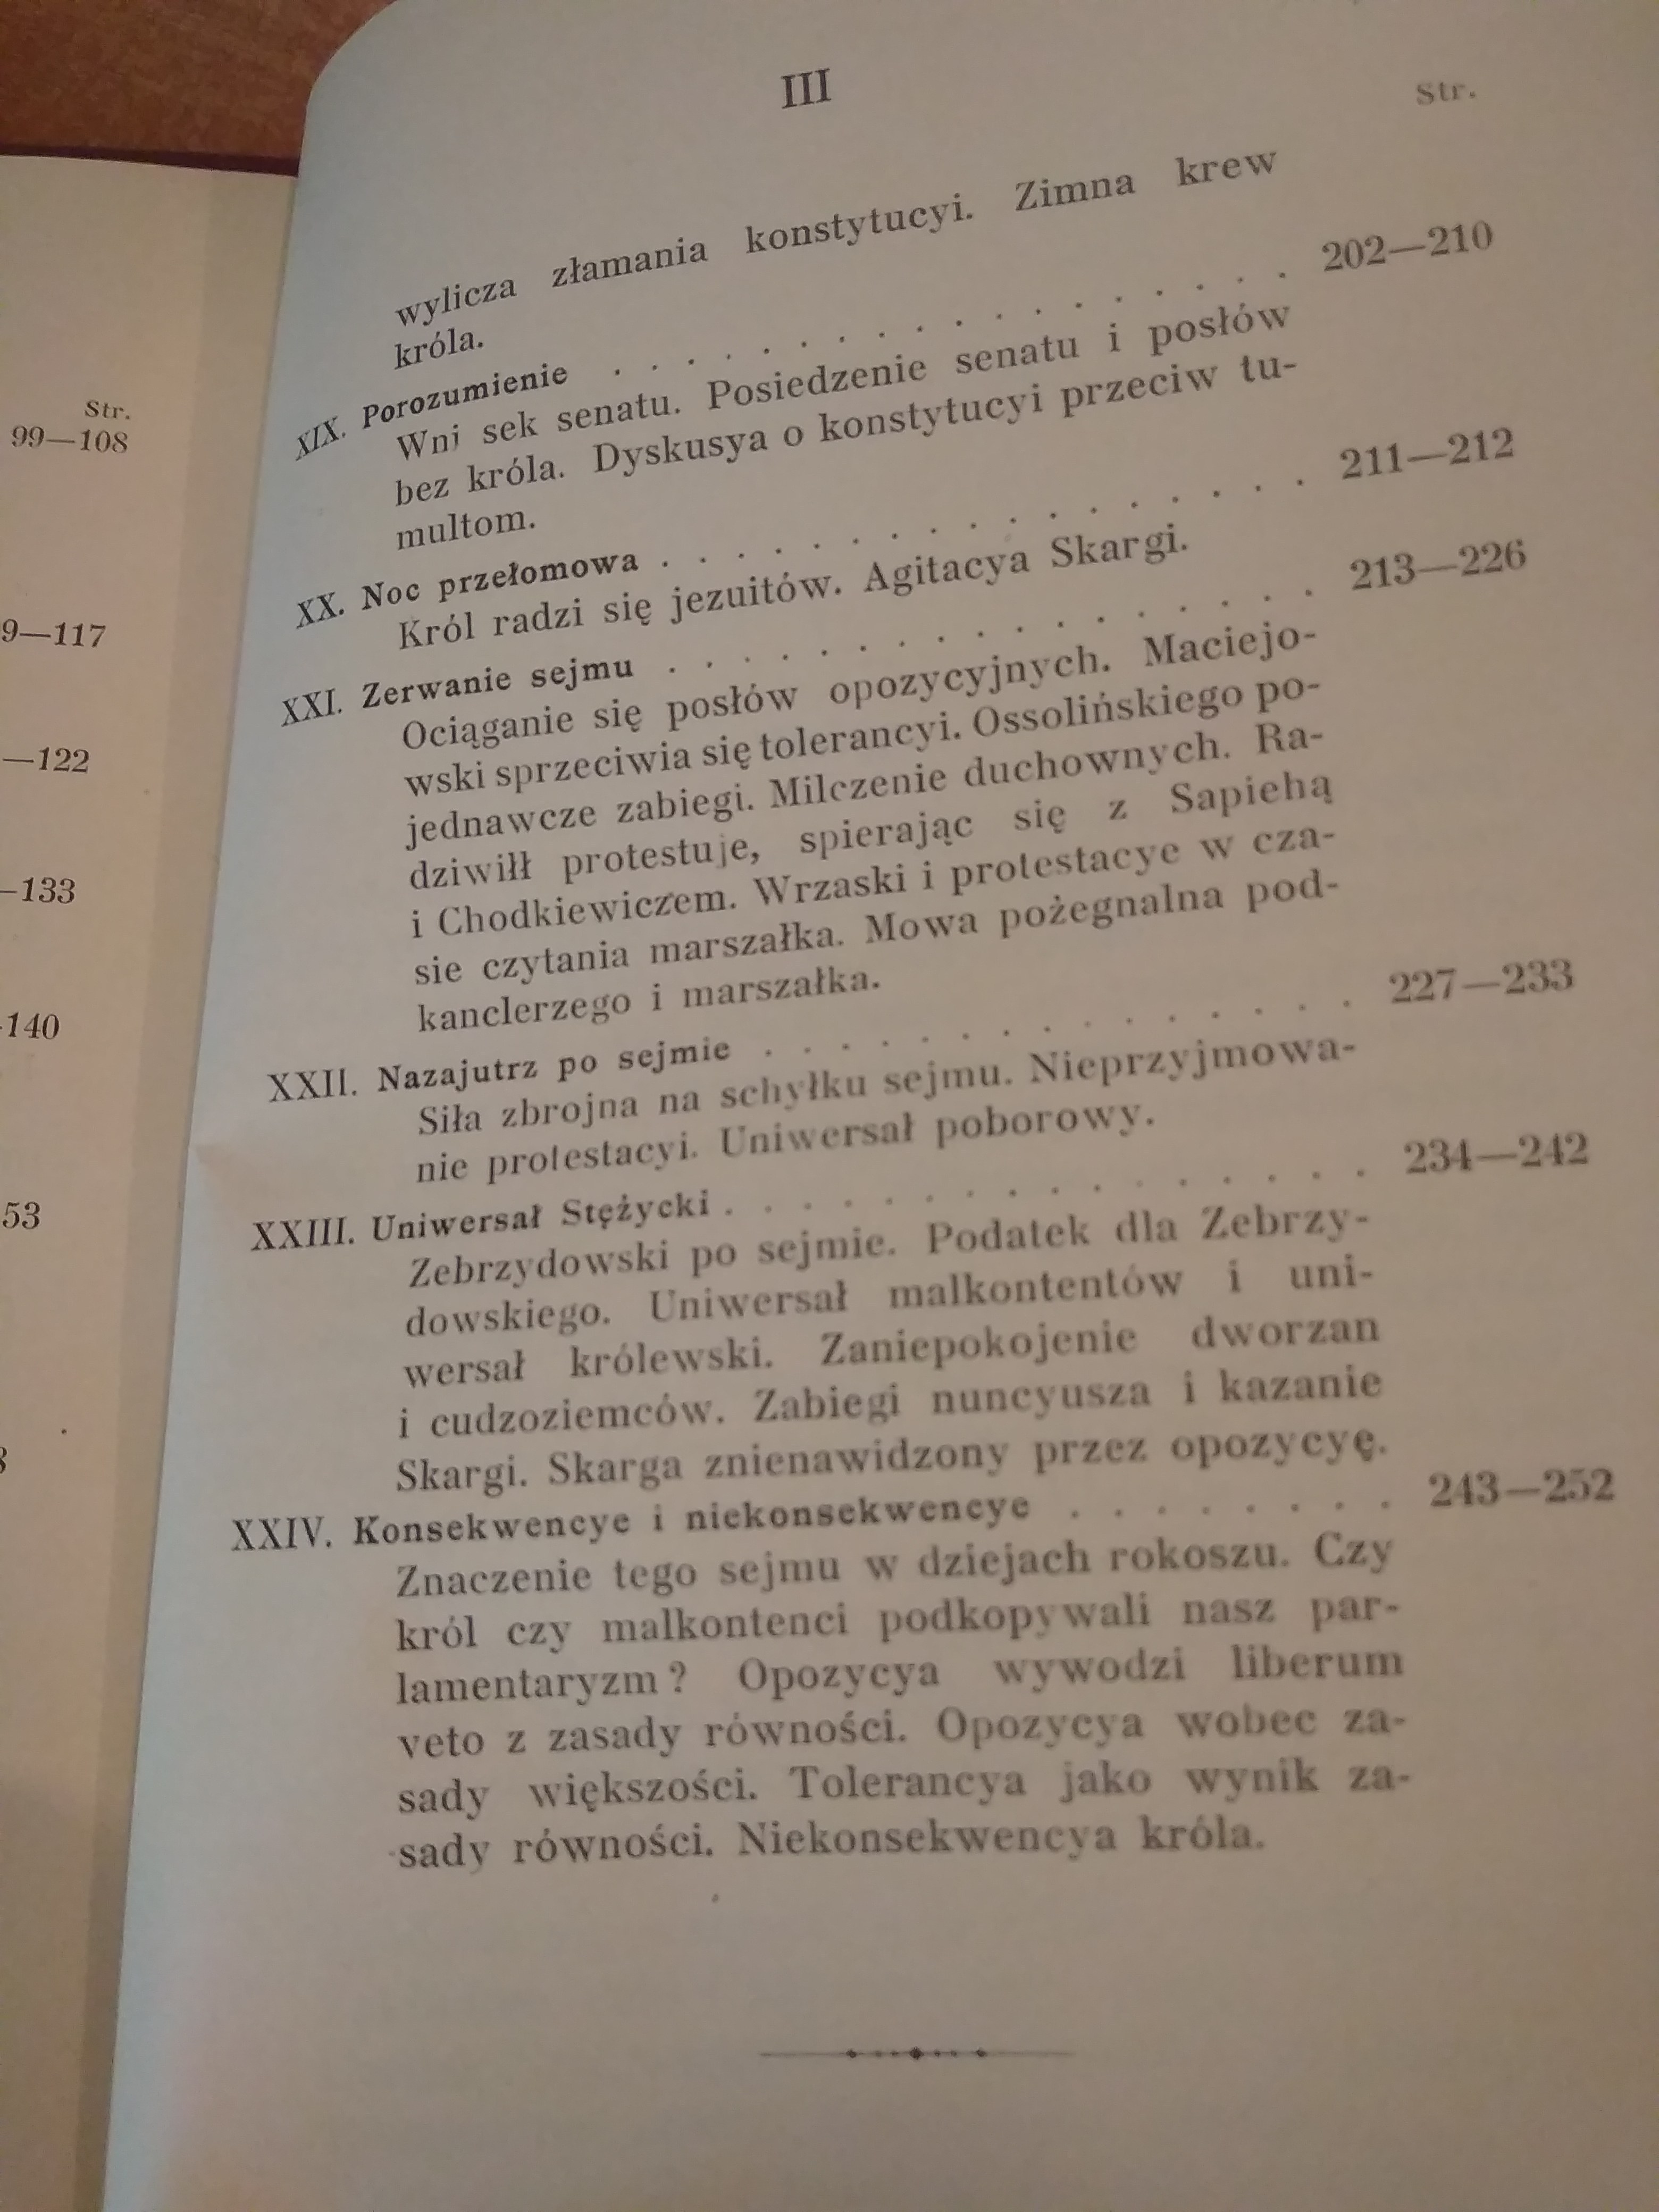 Str.
99—108
9—117
—122
—133
140
53
III
Str.
wylicza złamania konstytucyi. Zimna krew
króla.
XIX. Porozumienie . . . . . . . . . . . . . . . . . . 202—210
Wni sek senatu. Posiedzenie senatu i posłów
bez króla. Dyskusya o konstytucyi przeciw tu-
multom.
XX. Noc przełomowa . . . . . . . . . . . . . . . . . 211—212
Król radzi się jezuitów. Agitacya Skargi.
XXI. Zerwanie sejmu . . . . . . . . . . . . . . . . . 213—226
Ociąganie się posłów opozycyjnych. Maciejo-
wski sprzeciwia się tolerancyi. Ossolińskiego po-
jednawcze zabiegi. Milczenie duchownych. Ra-
dziwiłł protestuje, spierając się z Sapiehą
i Chodkiewiczem. Wrzaski i protestacye w cza-
sie czytania marszałka. Mowa pożegnalna pod-
kanclerzego i marszałka.
XXII. Nazajutrz po sejmie . . . . . . . . . . . . . . . . 227—233
Siła zbrojna na schyłku sejmu. Nieprzyjmowa-
nie protestacyi. Uniwersał poborowy.
XXIII. Uniwersał Stężycki . . . . . . . . . . . . . . . . . 234—242
Zebrzydowski po sejmie. Podatek dla Zebrzy-
dowskiego. Uniwersał malkontentów i uni-
wersał królewski. Zaniepokojenie dworzan
i cudzoziemców. Zabiegi nuncyusza i kazanie
Skargi. Skarga znienawidzony przez opozycyę.
XXIV. Konsekwencye i niekonsekwencye . . . . . . . . . 243—252
Znaczenie tego sejmu w dziejach rokoszu. Czy
król czy malkontenci podkopywali nasz par-
lamentaryzm? Opozycya wywodzi liberum
veto z zasady równości. Opozycya wobec za-
sady większości. Tolerancya jako wynik za-
sady równości. Niekonsekwencya króla.